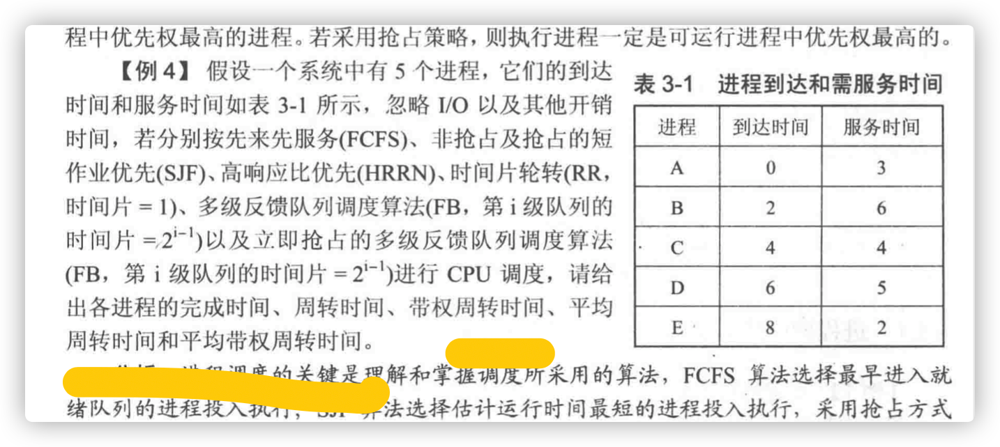 程中优先权最高的进程。若采用抢占策略，则执行进程一定是可运行进程中优先权最高的。
【例 4】 假设一个系统中有 5 个进程，它们的到达
时间和服务时间如表 3-1 所示，忽略 I/O 以及其他开销
时间，若分别按先来先服务(FCFS)、非抢占及抢占的短
作业优先(SJF)、高响应比优先(HRRN)、时间片轮转(RR，
时间片 = 1)、多级反馈队列调度算法(FB，第 i 级队列的
时间片 = 2^{i-1})以及立即抢占的多级反馈队列调度算法
(FB，第 i 级队列的时间片 = 2^{i-1})进行 CPU 调度，请给
出各进程的完成时间、周转时间、带权周转时间、平均
周转时间和平均带权周转时间。
表 3-1 进程到达和需服务时间
进程 到达时间 服务时间
A 0 3
B 2 6
C 4 4
D 6 5
E 8 2
调度的关键是理解和掌握调度所采用的算法，FCFS 算法选择最早进入就
绪队列的进程投入执行，SJF 算法选择估计运行时间最短的进程投入执行，采用抢占方式